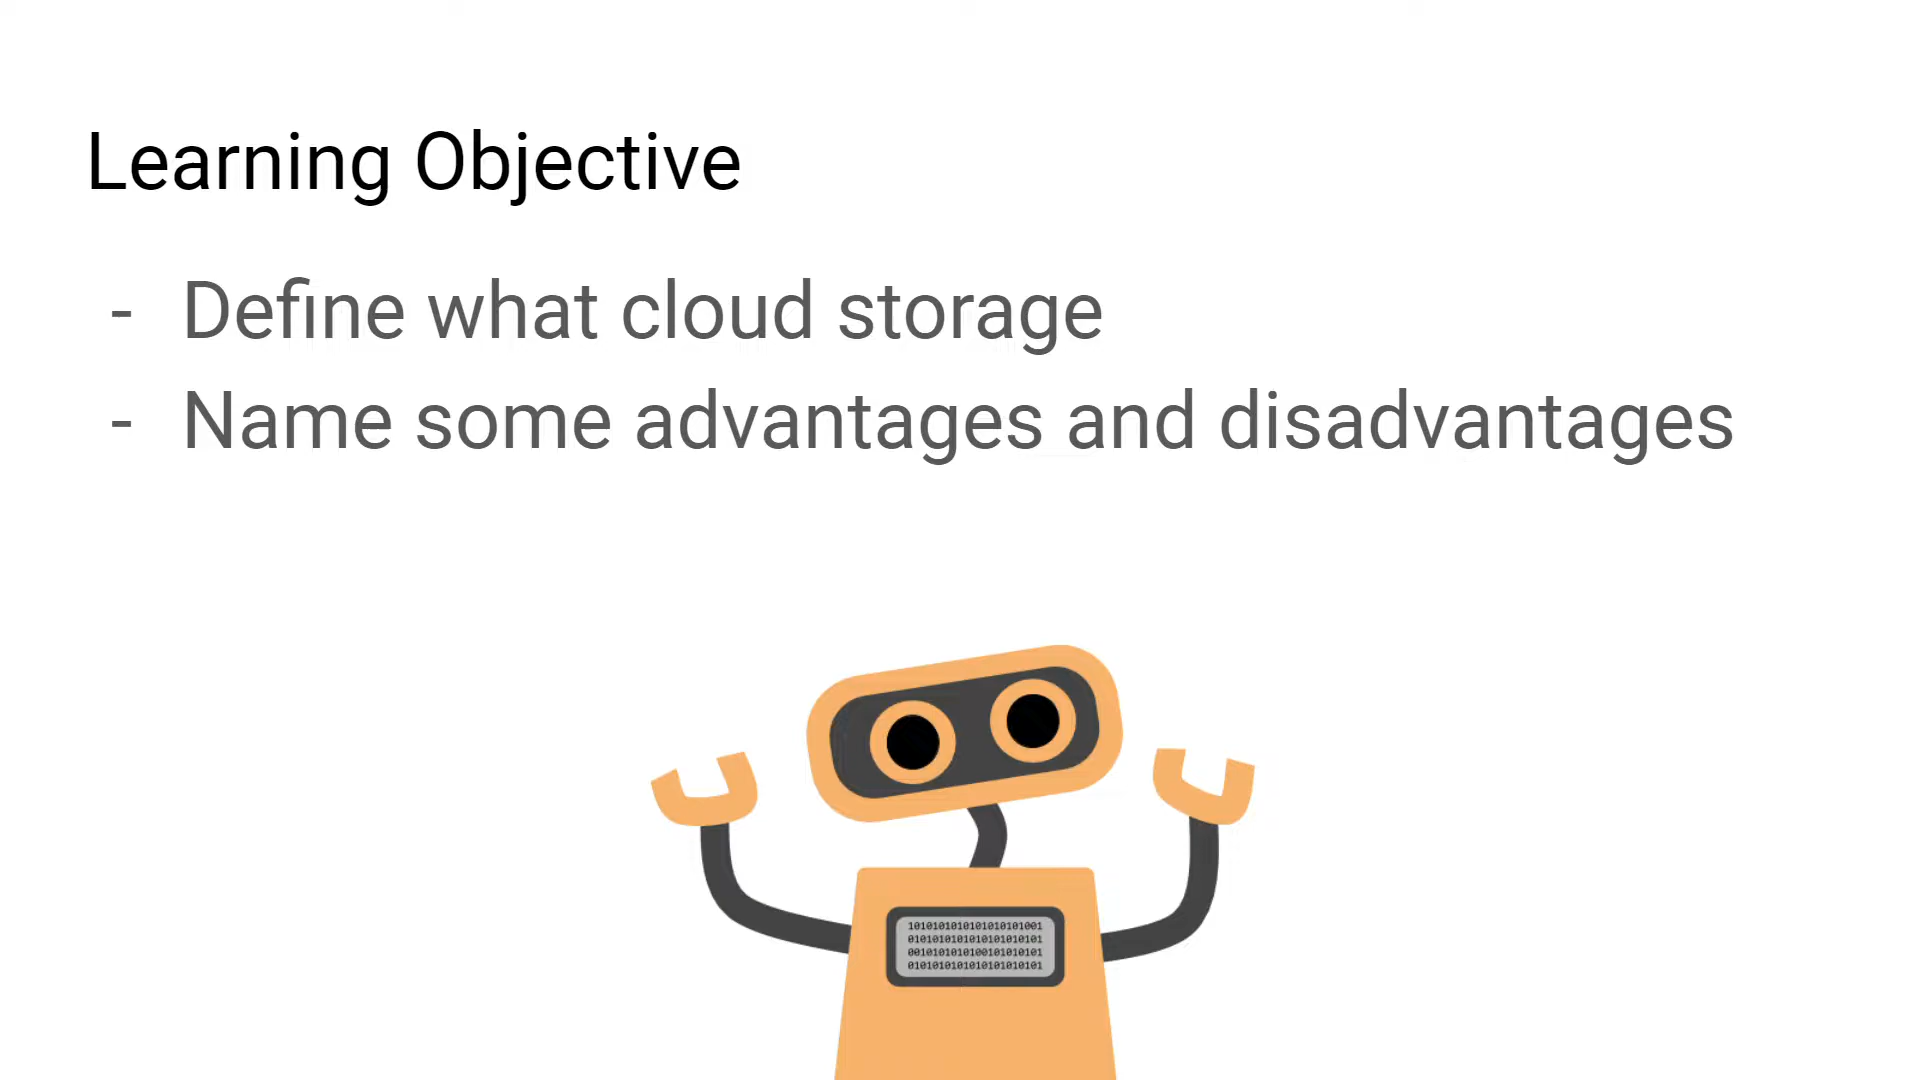 Learning Objective
- Define what cloud storage
- Name some advantages and disadvantages